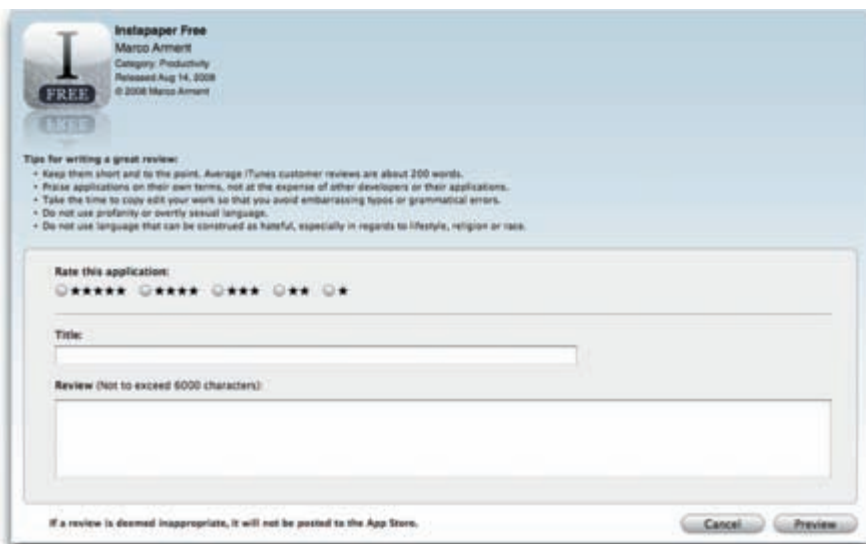 Instapaper Free
Marco Arment
Category: Productivity
Released Aug 14, 2008
© 2008 Marco Arment
I
FREE
Tips for writing a great review:
• Keep them short and to the point. Average iTunes customer reviews are about 200 words.
• Praise applications on their own terms, not at the expense of other developers or their applications.
• Take the time to copy edit your work so that you avoid embarrassing typos or grammatical errors.
• Do not use profanity or overtly sexual language.
• Do not use language that can be construed as hateful, especially in regards to lifestyle, religion or race.
Rate this application:
★★★★★ ★★★★ ★★★ ★★ ★
Title:
Review (Not to exceed 6000 characters):
If a review is deemed inappropriate, it will not be posted to the App Store.
Cancel Preview